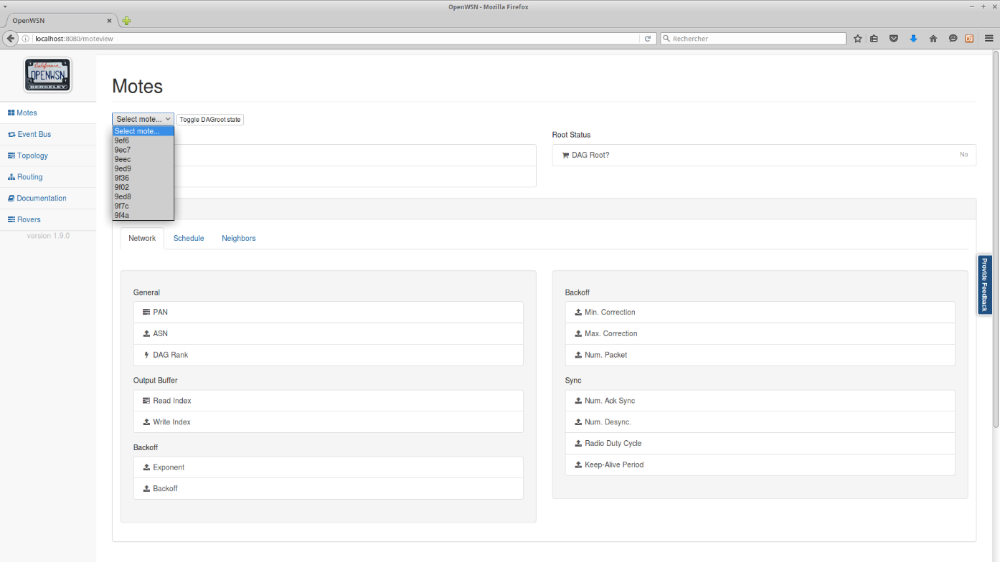 OpenWSN - Mozilla Firefox
OpenWSN
localhost:8080/moteview
Rechercher
California
OPENWSN
BERKELEY
Motes
Event Bus
Topology
Routing
Documentation
Rovers
version 1.9.0
Motes
Select mote... Toggle DAGroot state
Select mote...
9ef6
9ec7
9eec
9ed9
9f36
9f02
9ed8
9f7c
9f4a
Root Status
DAG Root? No
Network Schedule Neighbors
General
PAN
ASN
DAG Rank
Output Buffer
Read Index
Write Index
Backoff
Exponent
Backoff
Backoff
Min. Correction
Max. Correction
Num. Packet
Sync
Num. Ack Sync
Num. Desync.
Radio Duty Cycle
Keep-Alive Period
Provide Feedback